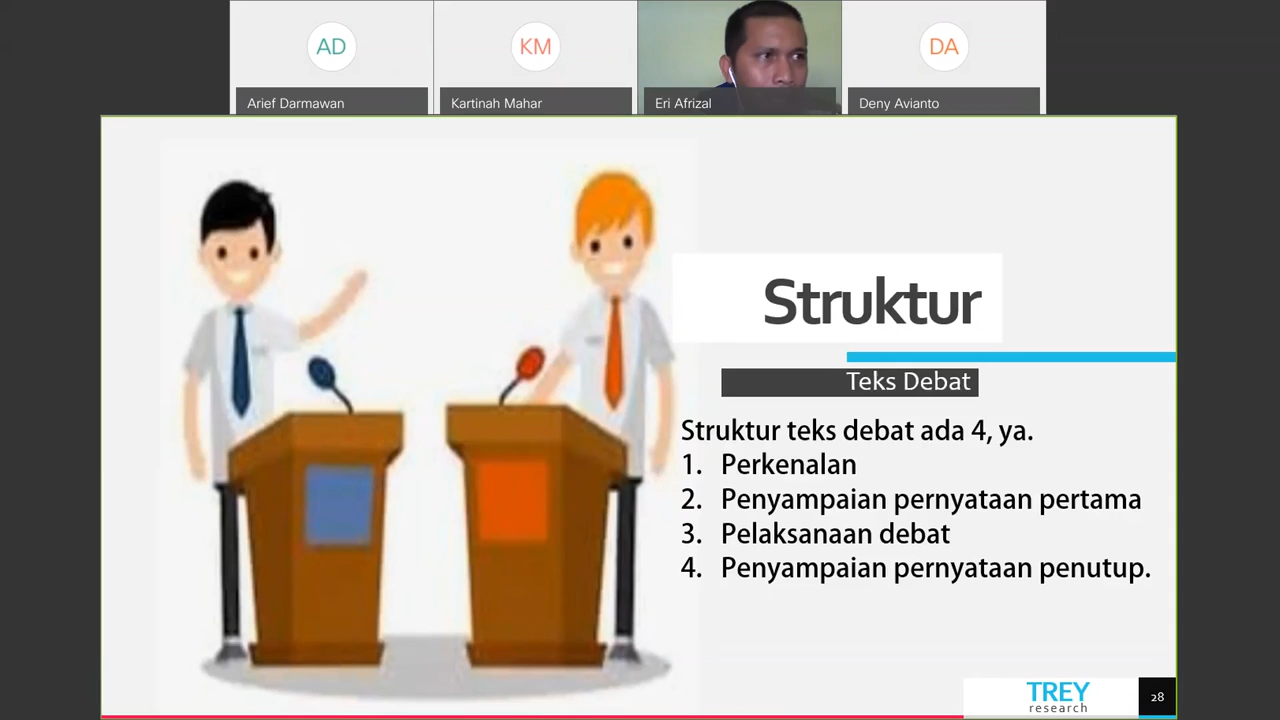 AD
KM
DA
Arief Darmawan
Kartinah Mahar
Eri Afrizal
Deny Avianto
Struktur
Teks Debat
Struktur teks debat ada 4, ya.
1. Perkenalan
2. Penyampaian pernyataan pertama
3. Pelaksanaan debat
4. Penyampaian pernyataan penutup.
TREY
research
28